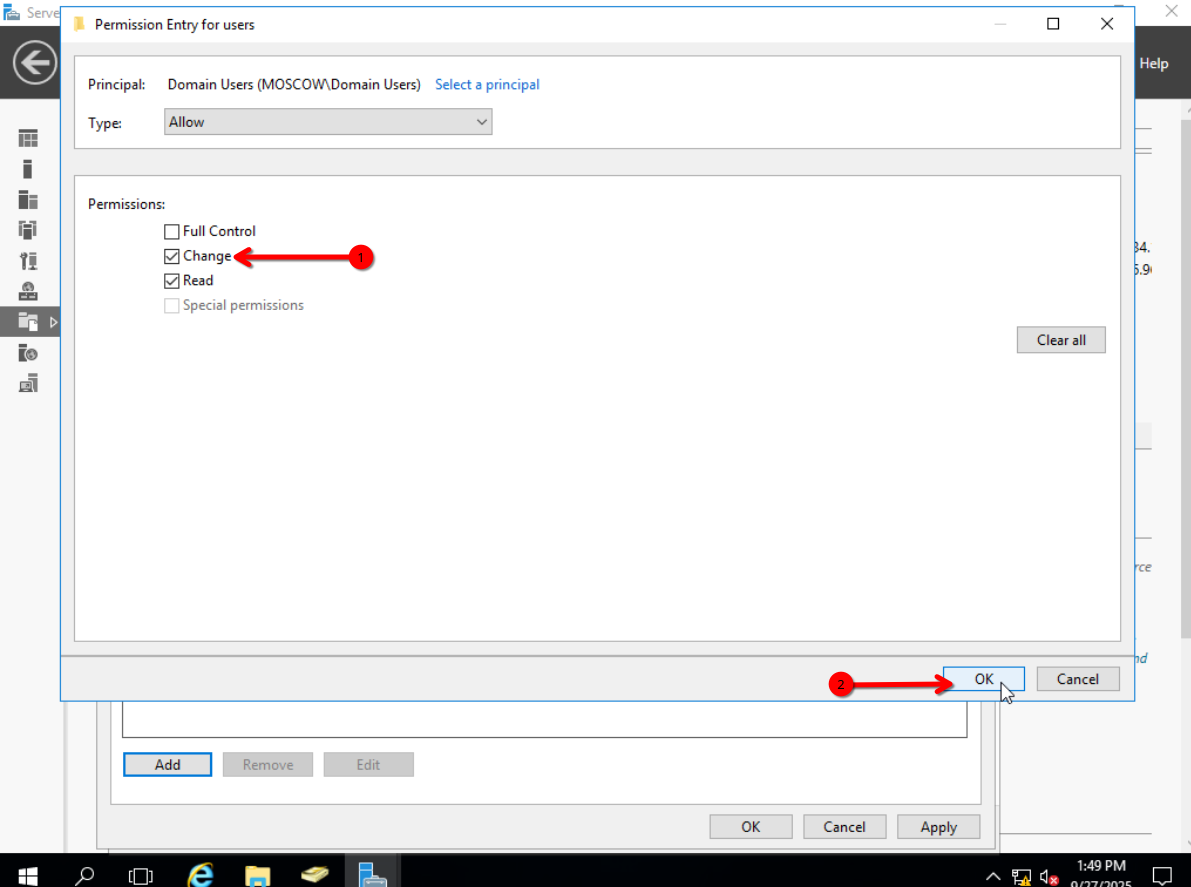 Serve
Permission Entry for users
Help
Principal: Domain Users (MOSCOW\Domain Users) Select a principal
Type: Allow
Permissions:
Full Control
Change
1
Read
Special permissions
34.
5.9
Clear all
rce
nd
2
OK
Cancel
Add
Remove
Edit
OK
Cancel
Apply
1:49 PM
9/27/2025